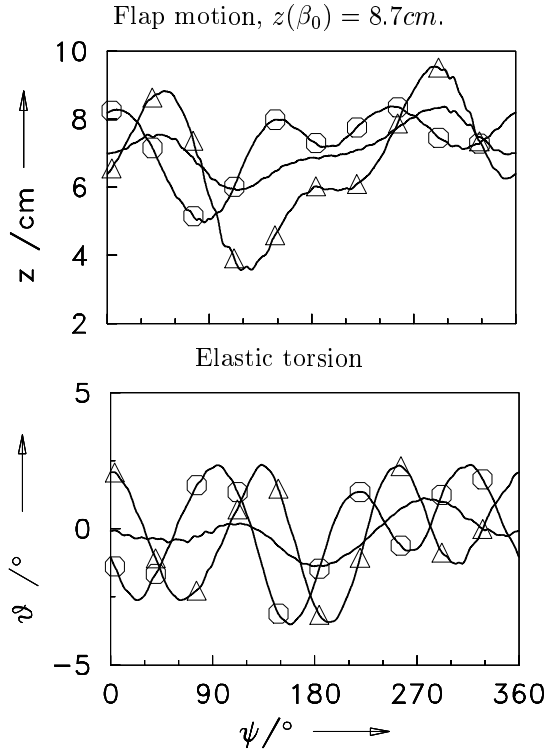 Flap motion, z(β₀) = 8.7cm.
10
8
6
4
2
z /cm
Elastic torsion
5
0
−5
ϑ /°
0 90 180 270 360
ψ/°